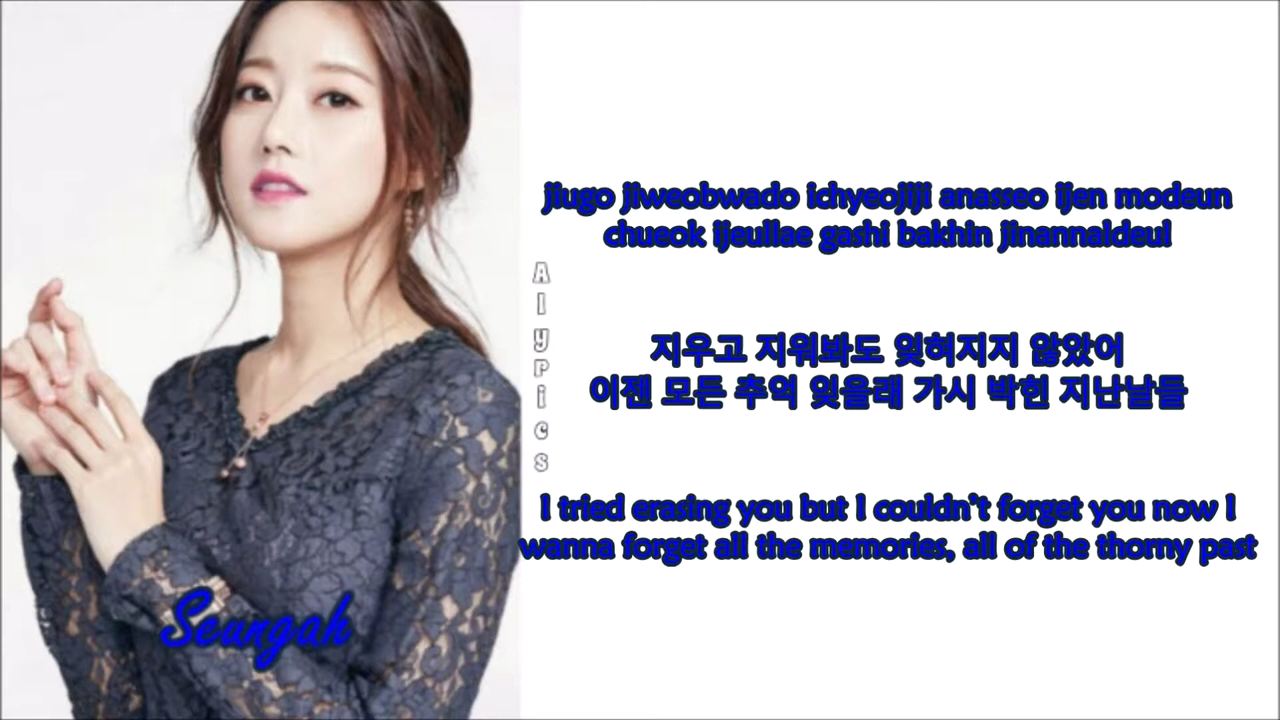 jiugo jiweobwado ichyeojiji anasseo ijen modeun
chueok ijeullae gashi bakhin jinannaldeul
Alyrics
지우고 지워봐도 잊혀지지 않았어
이젠 모든 추억 잊을래 가시 박힌 지난날들
I tried erasing you but I couldn't forget you now I
wanna forget all the memories, all of the thorny past
Seungah